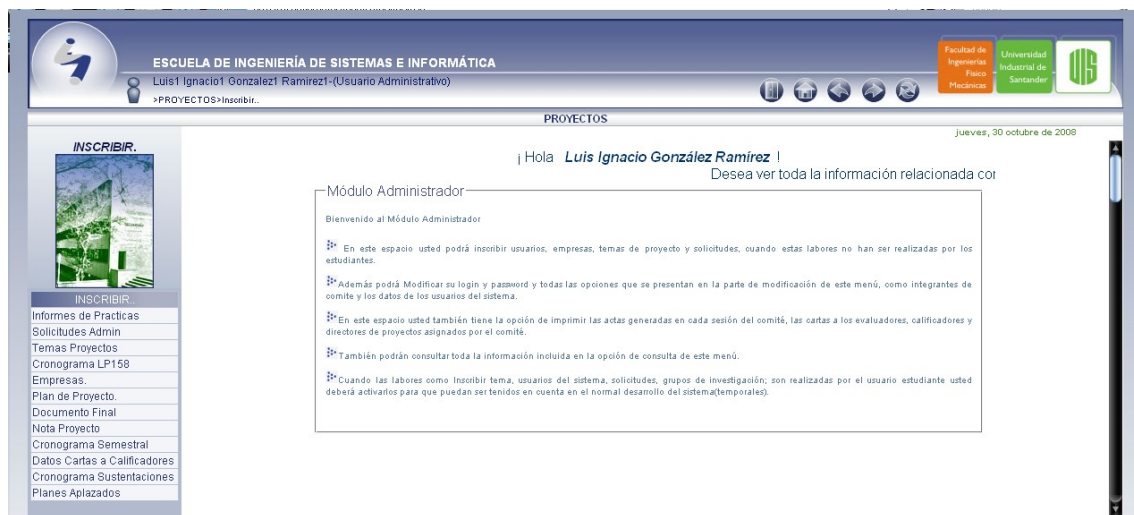 ESCUELA DE INGENIERÍA DE SISTEMAS E INFORMÁTICA
Luis1 Ignacio1 Gonzalez1 Ramirez1-(Usuario Administrativo)
>PROYECTOS>Inscribir..
Facultad de
Ingenierías
Físico
Mecánicas
Universidad
Industrial de
Santander
UIS
PROYECTOS
jueves, 30 octubre de 2008
INSCRIBIR.
¡ Hola Luis Ignacio González Ramírez !
Desea ver toda la información relacionada cor
Módulo Administrador
Bienvenido al Módulo Administrador
En este espacio usted podrá inscribir usuarios, empresas, temas de proyecto y solicitudes, cuando estas labores no han ser realizadas por los
estudiantes.
Además podrá Modificar su login y password y todas las opciones que se presentan en la parte de modificación de este menú, como integrantes de
comite y los datos de los usuarios del sistema.
En este espacio usted también tiene la opción de imprimir las actas generadas en cada sesión del comité, las cartas a los evaluadores, calificadores y
directores de proyectos asignados por el comité.
También podrán consultar toda la información incluida en la opción de consulta de este menú.
Cuando las labores como Inscribir tema, usuarios del sistema, solicitudes, grupos de investigación; son realizadas por el usuario estudiante usted
deberá activarlos para que puedan ser tenidos en cuenta en el normal desarrollo del sistema(temporales).
INSCRIBIR..
Informes de Practicas
Solicitudes Admin
Temas Proyectos
Cronograma LP158
Empresas.
Plan de Proyecto.
Documento Final
Nota Proyecto
Cronograma Semestral
Datos Cartas a Calificadores
Cronograma Sustentaciones
Planes Aplazados